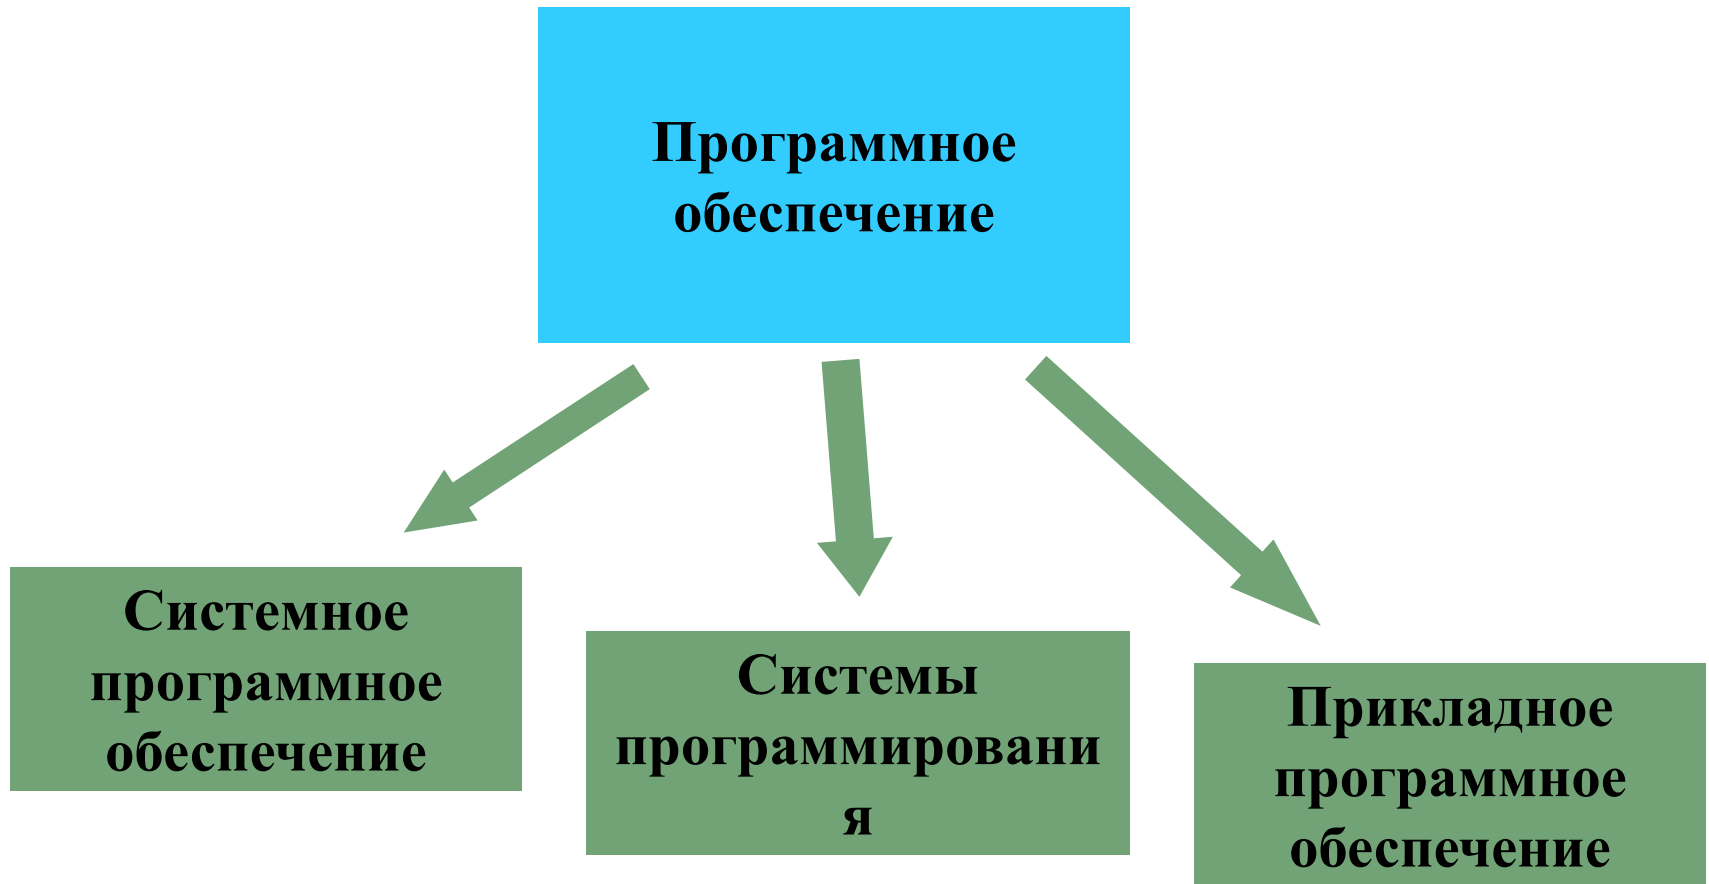 Программное
обеспечение
Системное
программное
обеспечение
Системы
программировани
я
Прикладное
программное
обеспечение